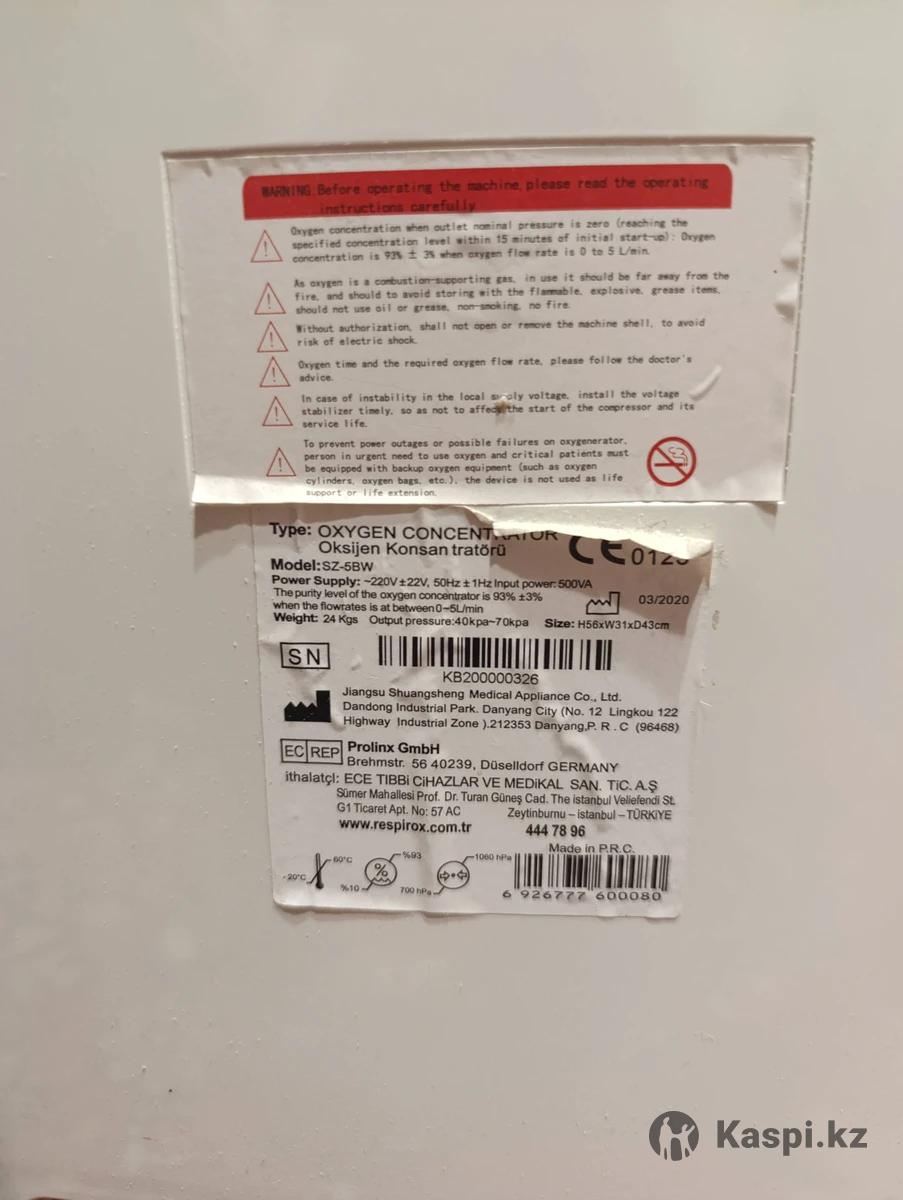 WARNING:Before operating the machine,please read the operating
instructions carefully
Oxygen concentration when outlet nominal pressure is zero (reaching the
specified concentration level within 15 minutes of initial start-up): Oxygen
concentration is 93% ± 3% when oxygen flow rate is 0 to 5 L/min.
As oxygen is a combustion-supporting gas, in use it should be far away from the
fire, and should to avoid storing with the flammable, explosive, grease items,
should not use oil or grease, non-smoking, no fire.
Without authorization, shall not open or remove the machine shell, to avoid
risk of electric shock.
Oxygen time and the required oxygen flow rate, please follow the doctor's
advice.
In case of instability in the local supply voltage, install the voltage
stabilizer timely, so as not to affect the start of the compressor and its
service life.
To prevent power outages or possible failures on oxygenerator,
person in urgent need to use oxygen and critical patients must
be equipped with backup oxygen equipment (such as oxygen
cylinders, oxygen bags, etc.), the device is not used as life
support or life extension.
Type: OXYGEN CONCENTRATOR
Oksijen Konsan tratörü
CE 0123
Model:SZ-5BW
Power Supply: ~220V±22V, 50Hz ±1Hz Input power: 500VA
The purity level of the oxygen concentrator is 93% ±3%
when the flowrates is at between 0~5L/min
03/2020
Weight: 24 Kgs Output pressure:40kpa~70kpa Size: H56xW31xD43cm
SN
KB200000326
Jiangsu Shuangsheng Medical Appliance Co., Ltd.
Dandong Industrial Park. Danyang City (No. 12 Lingkou 122
Highway Industrial Zone ).212353 Danyang,P. R . C (96468)
EC REP Prolinx GmbH
Brehmstr. 56 40239, Düselldorf GERMANY
ithalatçI: ECE TIBBi CiHAZLAR VE MEDiKAL SAN. TiC. A.Ş
Sümer Mahallesi Prof. Dr. Turan Güneş Cad. The istanbul Veliefendi St.
G1 Ticaret Apt. No: 57 AC Zeytinburnu – istanbul – TÜRKiYE
www.respirox.com.tr 444 78 96
Made in P.R.C.
-20°C 60°C %10 % %93 700 hPa 1060 hPa
6 926777 600080
Kaspi.kz